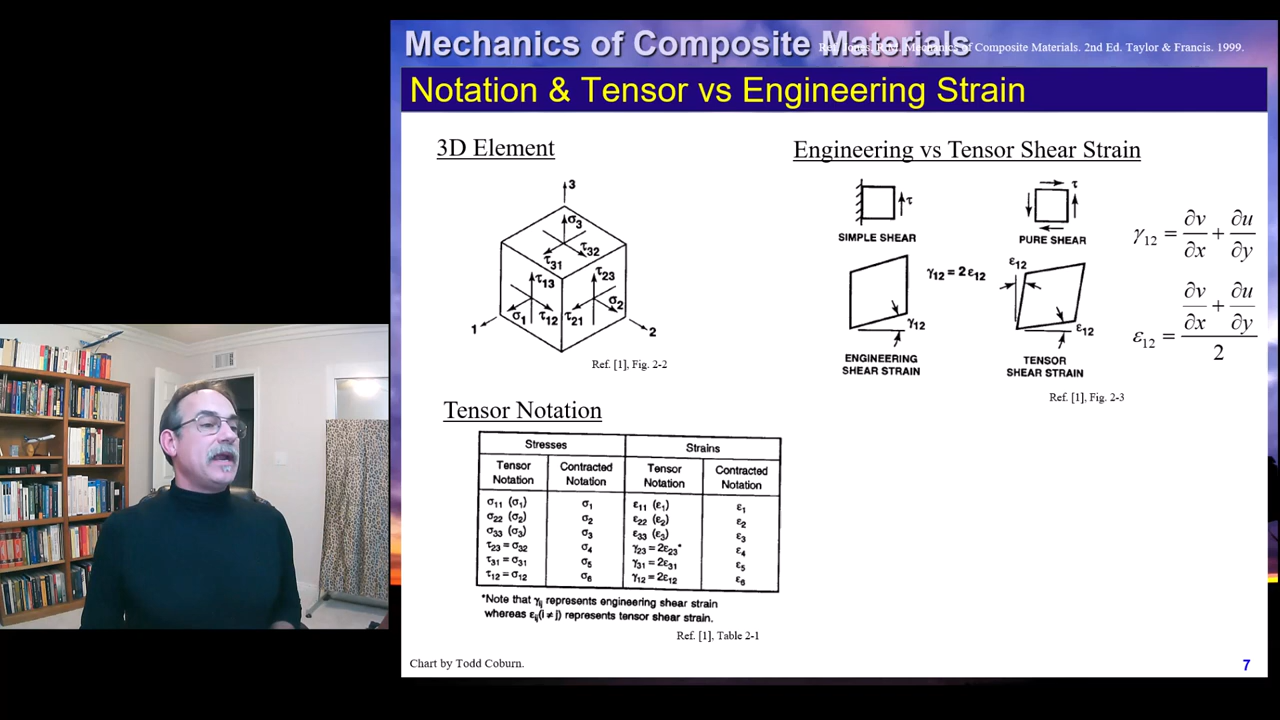 Mechanics of Composite Materials
Ref. Jones, R.M. Mechanics of Composite Materials. 2nd Ed. Taylor & Francis. 1999.
Notation & Tensor vs Engineering Strain
3D Element
3
σ3
τ31
τ32
τ13
τ23
σ1
τ12
τ21
σ2
1
2
Ref. [1], Fig. 2-2
Engineering vs Tensor Shear Strain
τ
SIMPLE SHEAR
τ
PURE SHEAR
γ12 = 2 ε12
γ12
ENGINEERING
SHEAR STRAIN
ε12
ε12
TENSOR
SHEAR STRAIN
γ12 = ∂v/∂x + ∂u/∂y
ε12 = (∂v/∂x + ∂u/∂y)/2
Ref. [1], Fig. 2-3
Tensor Notation
Stresses Strains
Tensor Notation Contracted Notation Tensor Notation Contracted Notation
σ11 (σ1) σ1 ε11 (ε1) ε1
σ22 (σ2) σ2 ε22 (ε2) ε2
σ33 (σ3) σ3 ε33 (ε3) ε3
τ23 = σ32 σ4 γ23 = 2ε23* ε4
τ31 = σ31 σ5 γ31 = 2ε31 ε5
τ12 = σ12 σ6 γ12 = 2ε12 ε6
*Note that γij represents engineering shear strain
whereas εij(i ≠ j) represents tensor shear strain.
Ref. [1], Table 2-1
Chart by Todd Coburn.
7